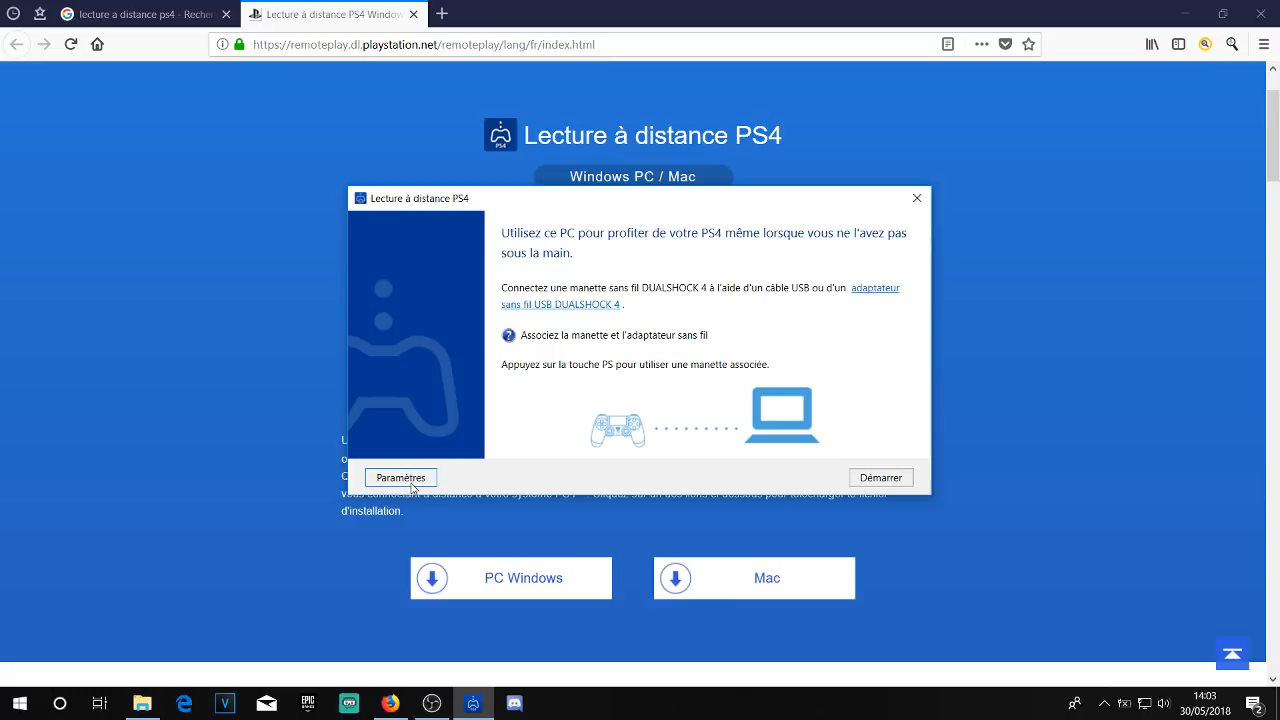 lecture a distance ps4 - Recher
Lecture à distance PS4 Window
https://remoteplay.dl.playstation.net/remoteplay/lang/fr/index.html
PS4
Lecture à distance PS4
Windows PC / Mac
Lecture à distance PS4
Utilisez ce PC pour profiter de votre PS4 même lorsque vous ne l'avez pas
sous la main.
Connectez une manette sans fil DUALSHOCK 4 à l'aide d'un câble USB ou d'un adaptateur
sans fil USB DUALSHOCK 4 .
? Associez la manette et l'adaptateur sans fil
Appuyez sur la touche PS pour utiliser une manette associée.
Paramètres
Démarrer
d'installation.
PC Windows
Mac
EPIC
GAMES
14:03
30/05/2018
2